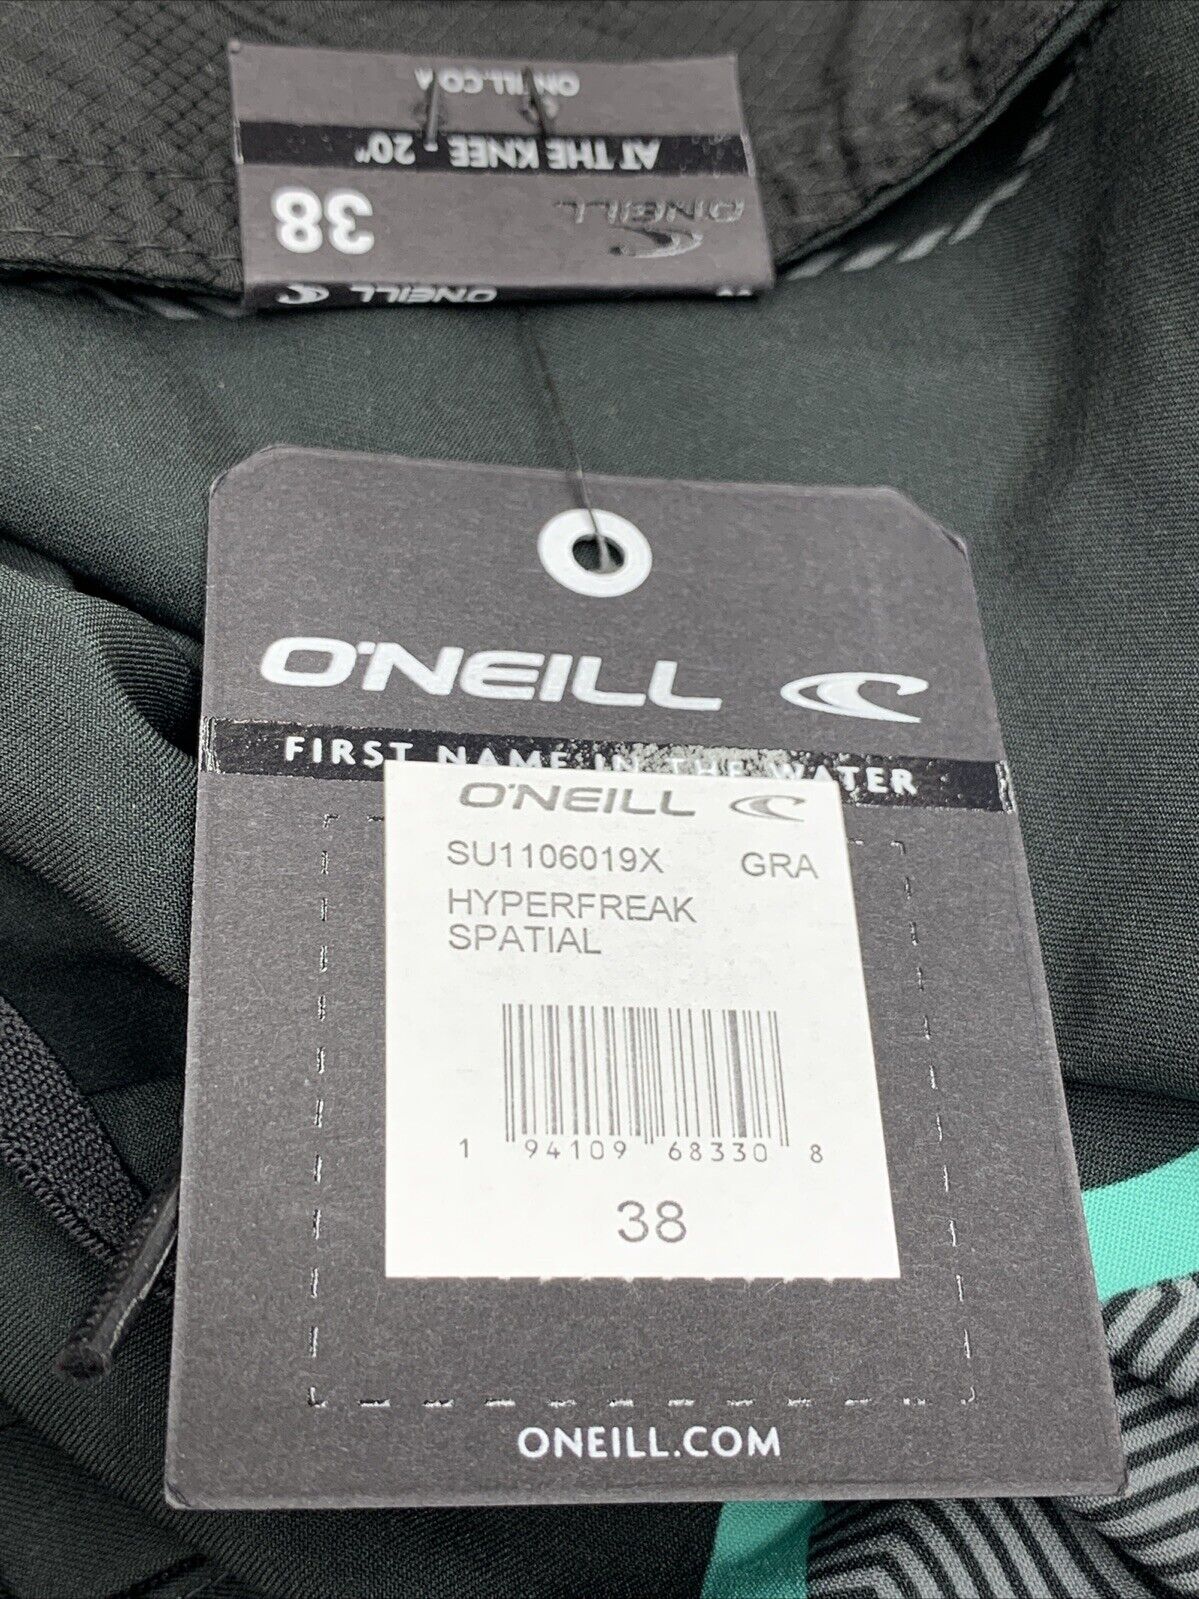 ONEILL.COM
AT THE KNEE - 20"
38 O'NEILL
O'NEILL
O'NEILL
FIRST NAME IN THE WATER
O'NEILL
SU1106019X GRA
HYPERFREAK
SPATIAL
1 94109 68330 8
38
ONEILL.COM